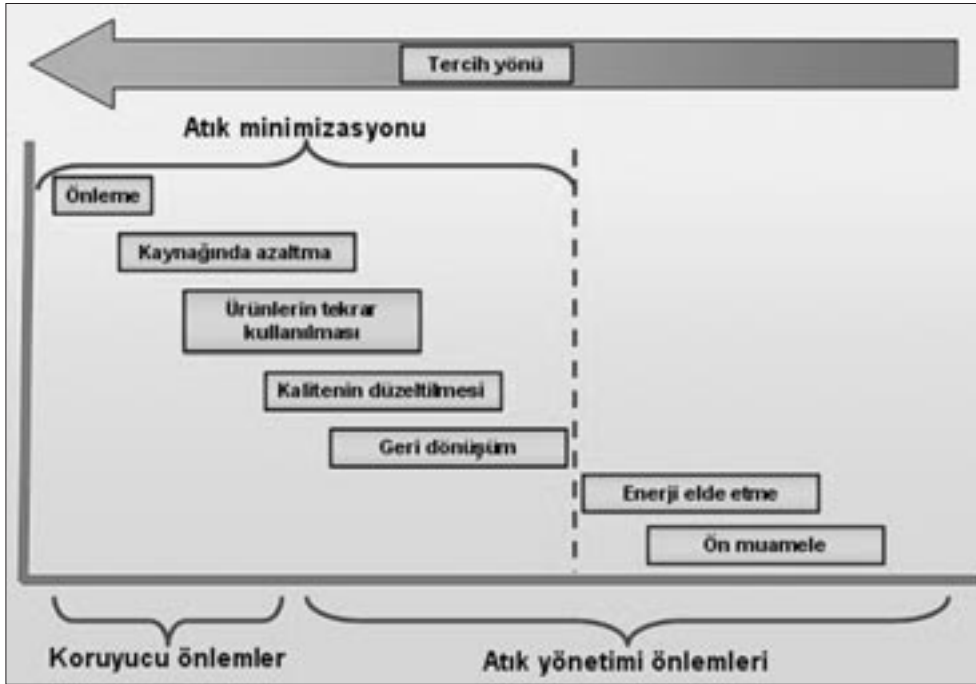 Tercih yönü
Atık minimizasyonu
Önleme
Kaynağında azaltma
Ürünlerin tekrar
kullanılması
Kalitenin düzeltilmesi
Geri dönüşüm
Enerji elde etme
Ön muamele
Koruyucu önlemler
Atık yönetimi önlemleri